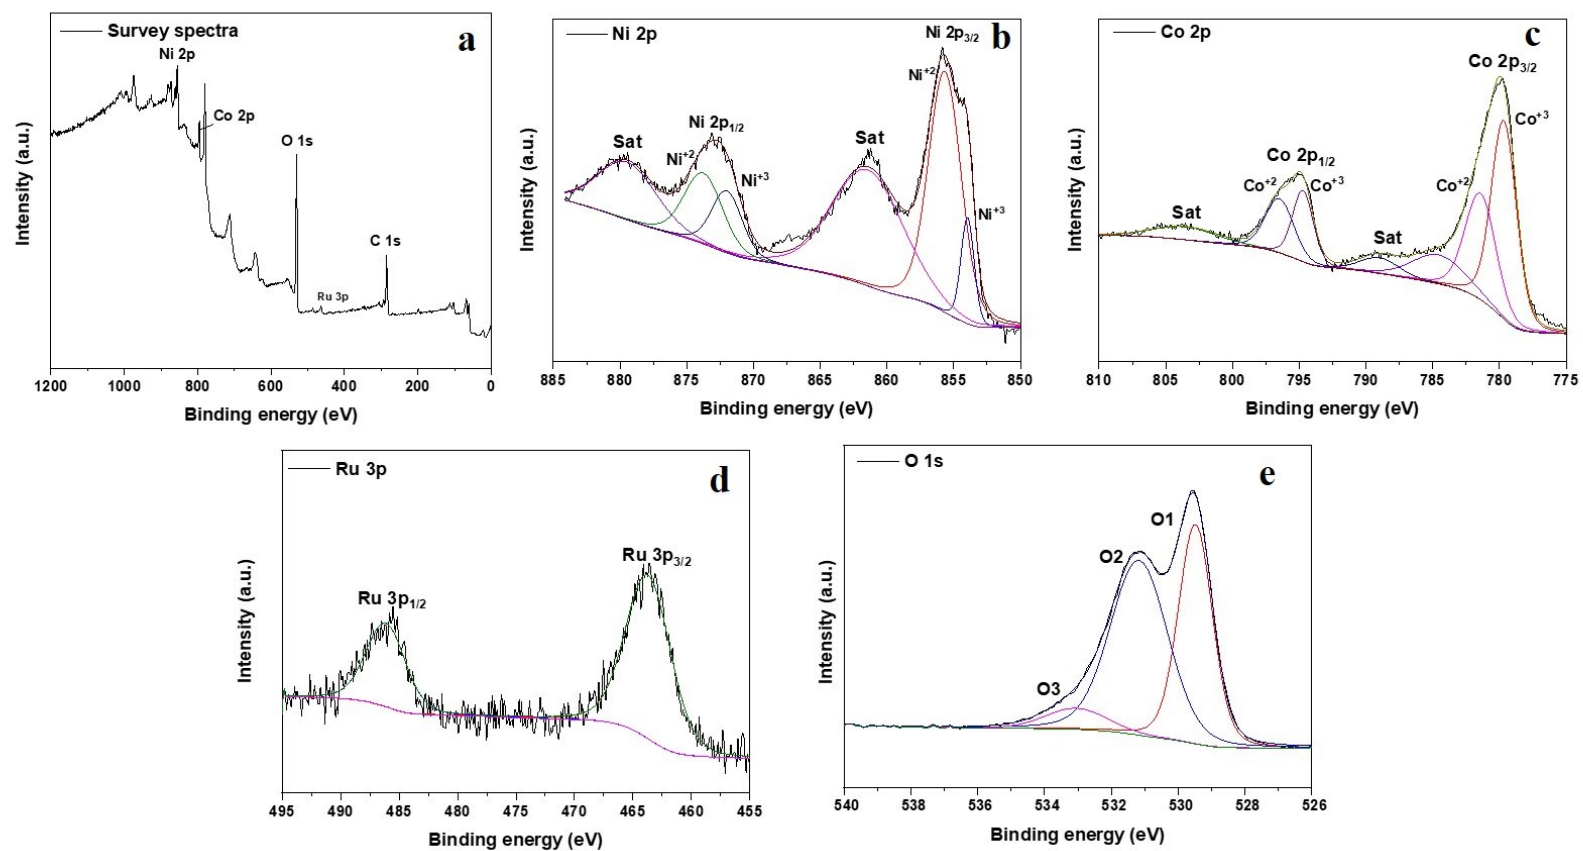 Survey spectra
a
Ni 2p
Co 2p
O 1s
C 1s
Ru 3p
Intensity (a.u.)
1200 1000 800 600 400 200 0
Binding energy (eV)
Ni 2p
b
Ni 2p3/2
Ni+2
Ni 2p1/2
Sat
Sat
Ni+2
Ni+3
Ni+3
Intensity (a.u.)
885 880 875 870 865 860 855 850
Binding energy (eV)
Co 2p
c
Co 2p3/2
Co+3
Co 2p1/2
Co+2
Co+3
Co+2
Sat
Sat
Intensity (a.u.)
810 805 800 795 790 785 780 775
Binding energy (eV)
Ru 3p
d
Ru 3p3/2
Ru 3p1/2
Intensity (a.u.)
495 490 485 480 475 470 465 460 455
Binding energy (eV)
O 1s
e
O1
O2
O3
Intensity (a.u.)
540 538 536 534 532 530 528 526
Binding energy (eV)